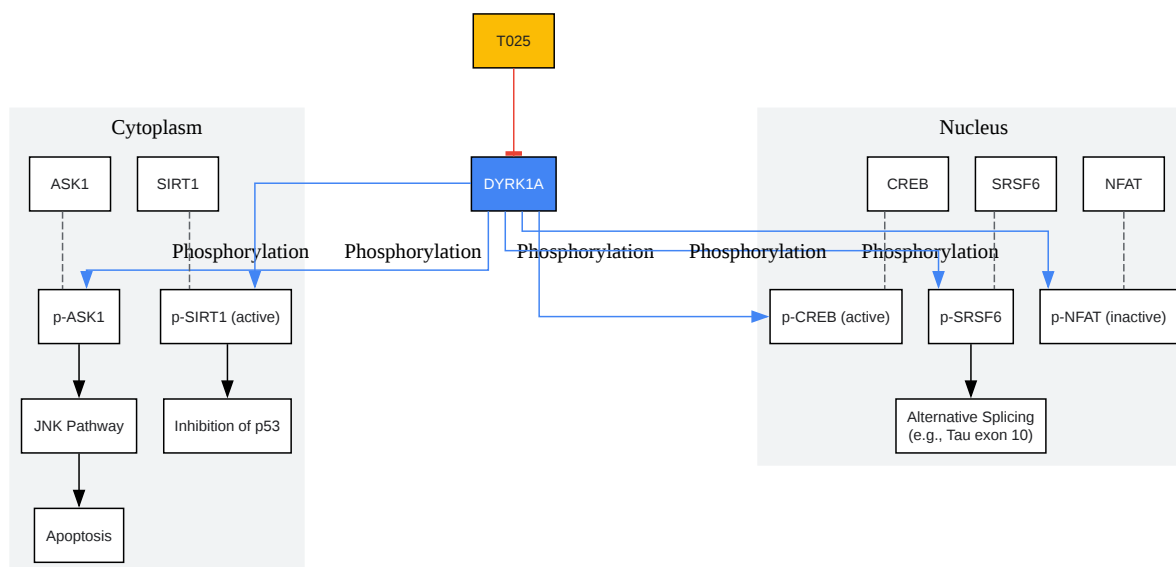 T025
Cytoplasm
Nucleus
ASK1
SIRT1
DYRK1A
CREB
SRSF6
NFAT
Phosphorylation
Phosphorylation
Phosphorylation
Phosphorylation
Phosphorylation
p-ASK1
p-SIRT1 (active)
p-CREB (active)
p-SRSF6
p-NFAT (inactive)
JNK Pathway
Inhibition of p53
Alternative Splicing
(e.g., Tau exon 10)
Apoptosis